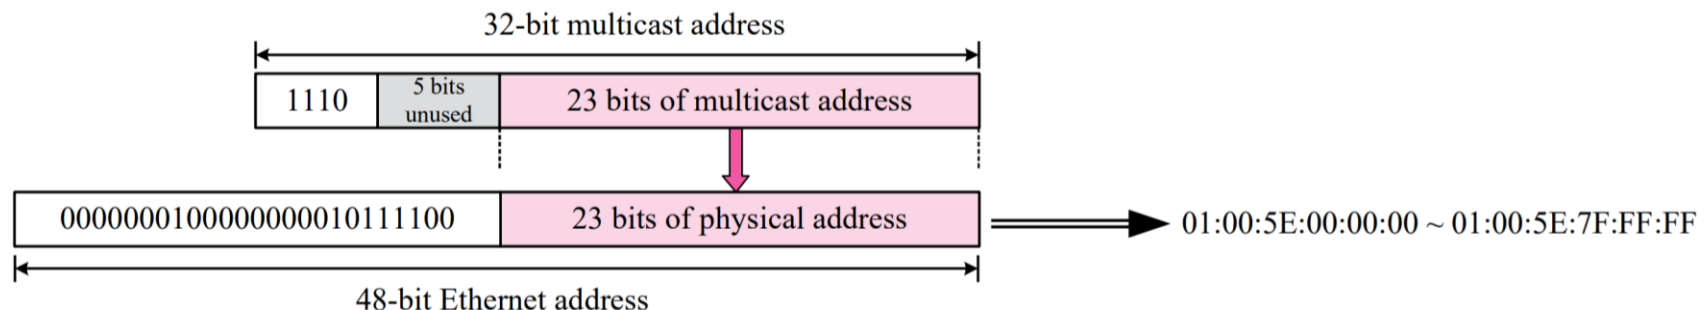 32-bit multicast address
1110
5 bits
unused
23 bits of multicast address
0000000100000000010111100
23 bits of physical address
01:00:5E:00:00:00 ~ 01:00:5E:7F:FF:FF
48-bit Ethernet address